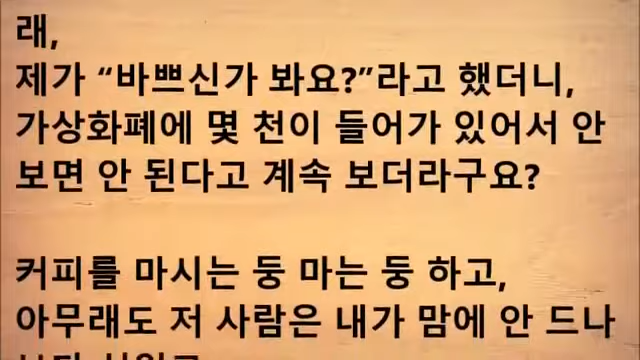 래,
제가 “바쁘신가 봐요?”라고 했더니,
가상화폐에 몇 천이 들어가 있어서 안
보면 안 된다고 계속 보더라구요?
커피를 마시는 둥 마는 둥 하고,
아무래도 저 사람은 내가 맘에 안 드나